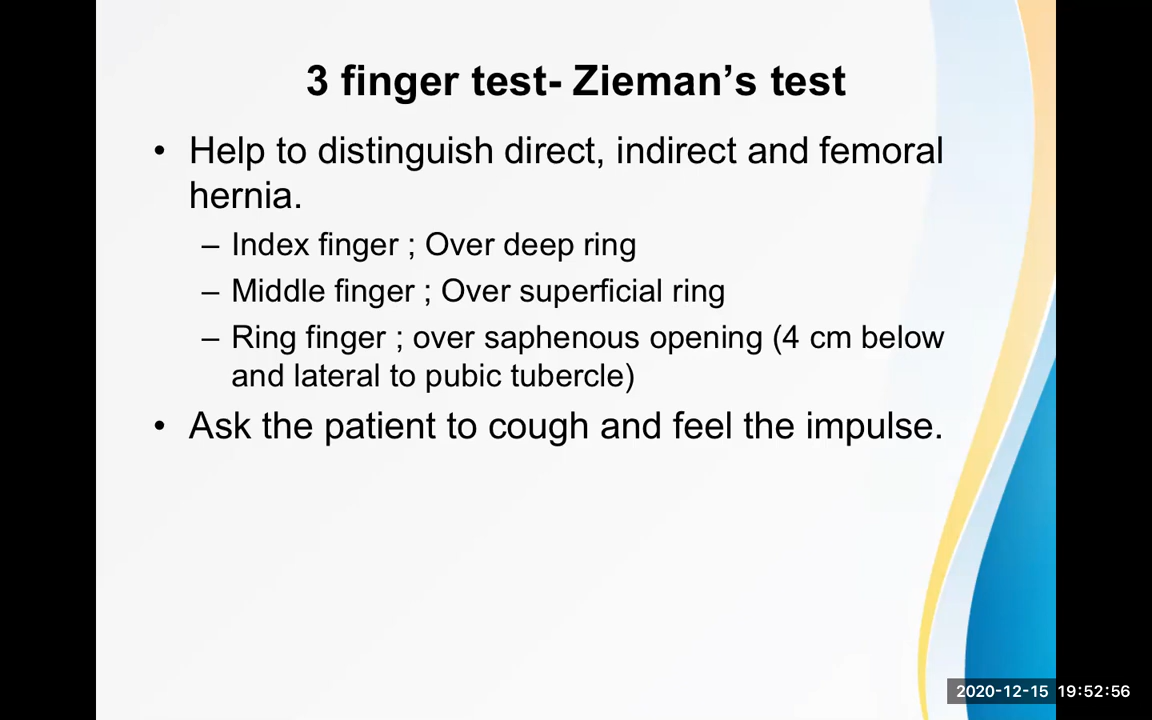 3 finger test- Zieman’s test
• Help to distinguish direct, indirect and femoral
hernia.
– Index finger ; Over deep ring
– Middle finger ; Over superficial ring
– Ring finger ; over saphenous opening (4 cm below
and lateral to pubic tubercle)
• Ask the patient to cough and feel the impulse.
2020-12-15 19:52:56